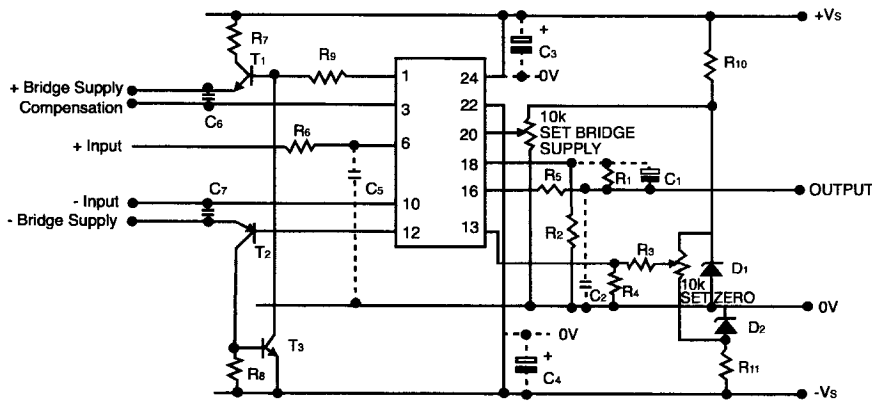 +Vs
R7
+
C3
-0V
T1
R9
R10
+ Bridge Supply
Compensation
C6
1
3
6
10
12
24
22
20
18
16
13
10k
SET BRIDGE
SUPPLY
+ Input
R6
C5
R5
R1
C1
OUTPUT
- Input
C7
- Bridge Supply
T2
R2
R3
C2
R4
10k
SET ZERO
D1
0V
D2
T3
0V
R8
+
C4
R11
-Vs